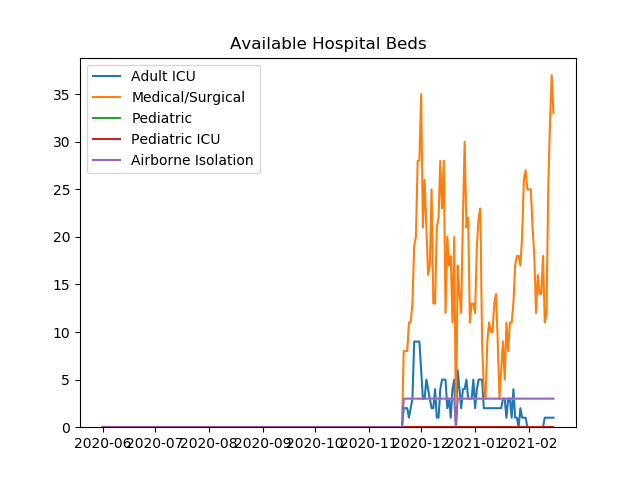 Available Hospital Beds
Adult ICU
Medical/Surgical
Pediatric
Pediatric ICU
Airborne Isolation
35
30
25
20
15
10
5
0
2020-06 2020-07 2020-08 2020-09 2020-10 2020-11 2020-12 2021-01 2021-02